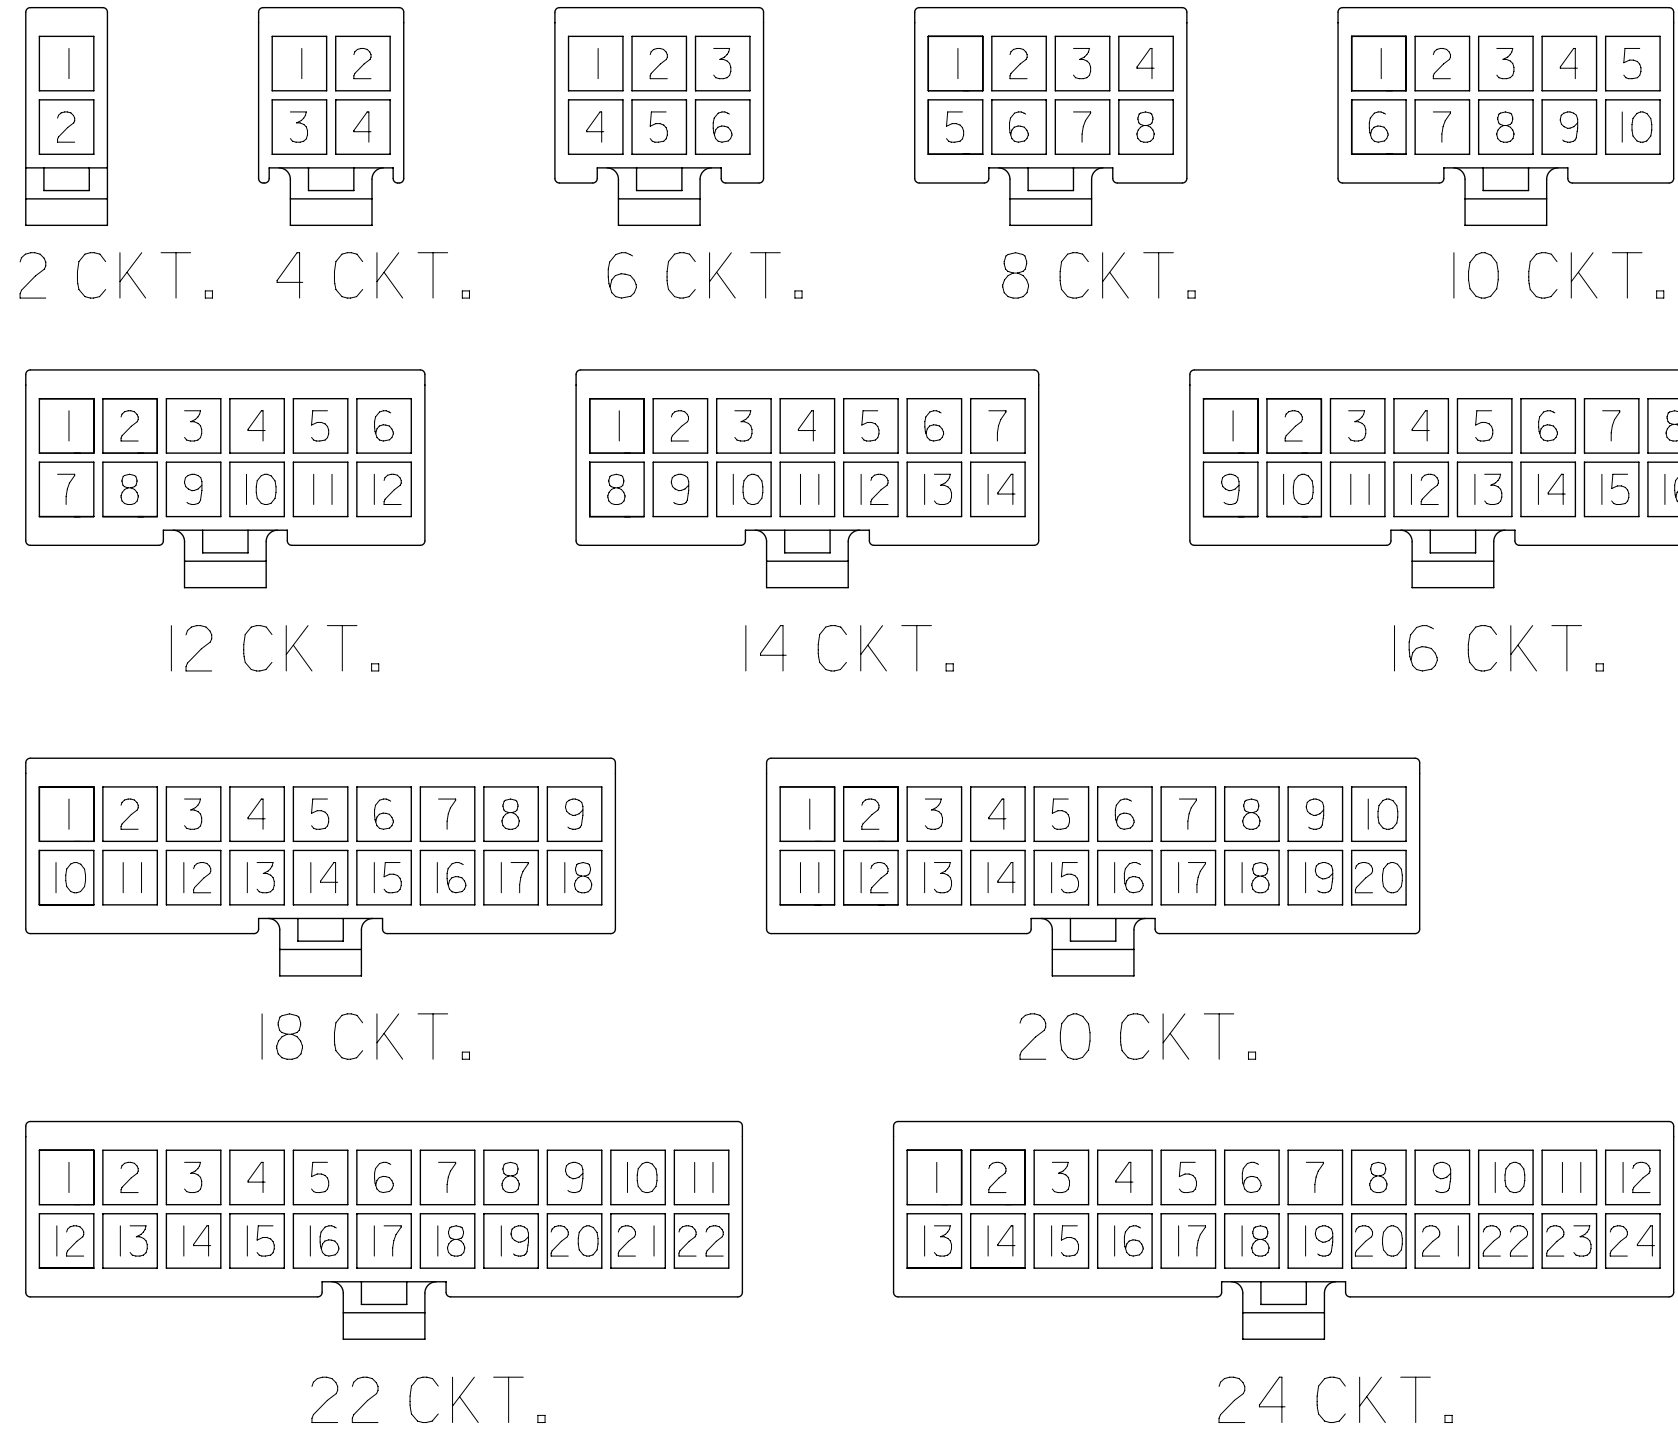 1 1 2 1 2 3 1 2 3 4 1 2 3 4 5
2 3 4 4 5 6 5 6 7 8 6 7 8 9 10
2 CKT. 4 CKT. 6 CKT. 8 CKT. 10 CKT.
1 2 3 4 5 6 1 2 3 4 5 6 7 1 2 3 4 5 6 7 8
7 8 9 10 11 12 8 9 10 11 12 13 14 9 10 11 12 13 14 15 16
12 CKT. 14 CKT. 16 CKT.
1 2 3 4 5 6 7 8 9 1 2 3 4 5 6 7 8 9 10
10 11 12 13 14 15 16 17 18 11 12 13 14 15 16 17 18 19 20
18 CKT. 20 CKT.
1 2 3 4 5 6 7 8 9 10 11 1 2 3 4 5 6 7 8 9 10 11 12
12 13 14 15 16 17 18 19 20 21 22 13 14 15 16 17 18 19 20 21 22 23 24
22 CKT. 24 CKT.